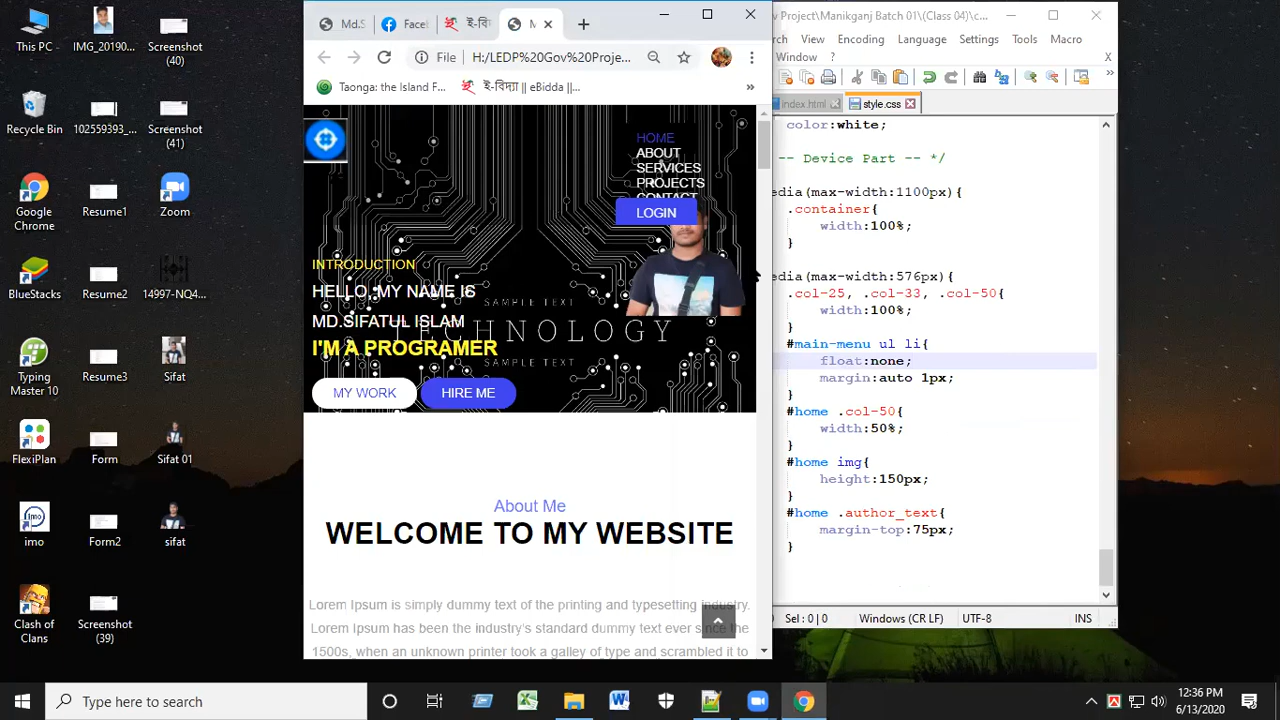 This PC
IMG_20190...
Screenshot
(40)
Recycle Bin
102559393_...
Screenshot
(41)
Google
Chrome
Resume1
Zoom
BlueStacks
Resume2
14997-NQ4...
Typing
Master 10
Resume3
Sifat
FlexiPlan
Form
Sifat 01
imo
Form2
sifat
Clash of
Clans
Screenshot
(39)
Md.S
Facel
ই-বি
M
File
H:/LEDP%20Gov%20Proje...
Taonga: the Island F...
ই-বিদ্যা || eBidda ||...
HOME
ABOUT
SERVICES
PROJECTS
CONTACT
LOGIN
INTRODUCTION
HELLO, MY NAME IS
MD.SIFATUL ISLAM
I'M A PROGRAMER
SAMPLE TEXT
TECHNOLOGY
SAMPLE TEXT
MY WORK
HIRE ME
About Me
WELCOME TO MY WEBSITE
Lorem Ipsum is simply dummy text of the printing and typesetting industry.
Lorem Ipsum has been the industry's standard dummy text ever since the
1500s, when an unknown printer took a galley of type and scrambled it to
v Project\Manikganj Batch 01\(Class 04)\c...
rch View Encoding Language Settings Tools Macro
Window
X
index.html
style.css
color:white;
-- Device Part -- */
edia(max-width:1100px){
.container{
width:100%;
}
edia(max-width:576px){
.col-25, .col-33, .col-50{
width:100%;
}
#main-menu ul li{
float:none;
margin:auto 1px;
}
#home .col-50{
width:50%;
}
#home img{
height:150px;
}
#home .author_text{
margin-top:75px;
}
Sel : 0 | 0
Windows (CR LF)
UTF-8
INS
Type here to search
12:36 PM
6/13/2020